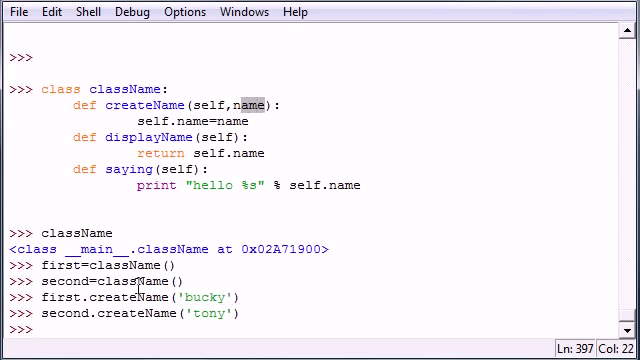 File Edit Shell Debug Options Windows Help
>>>
>>> class className:
        def createName(self,name):
                self.name=name
        def displayName(self):
                return self.name
        def saying(self):
                print "hello %s" % self.name
>>> className
<class __main__.className at 0x02A71900>
>>> first=className()
>>> second=className()
>>> first.createName('bucky')
>>> second.createName('tony')
>>>
Ln: 397 Col: 22